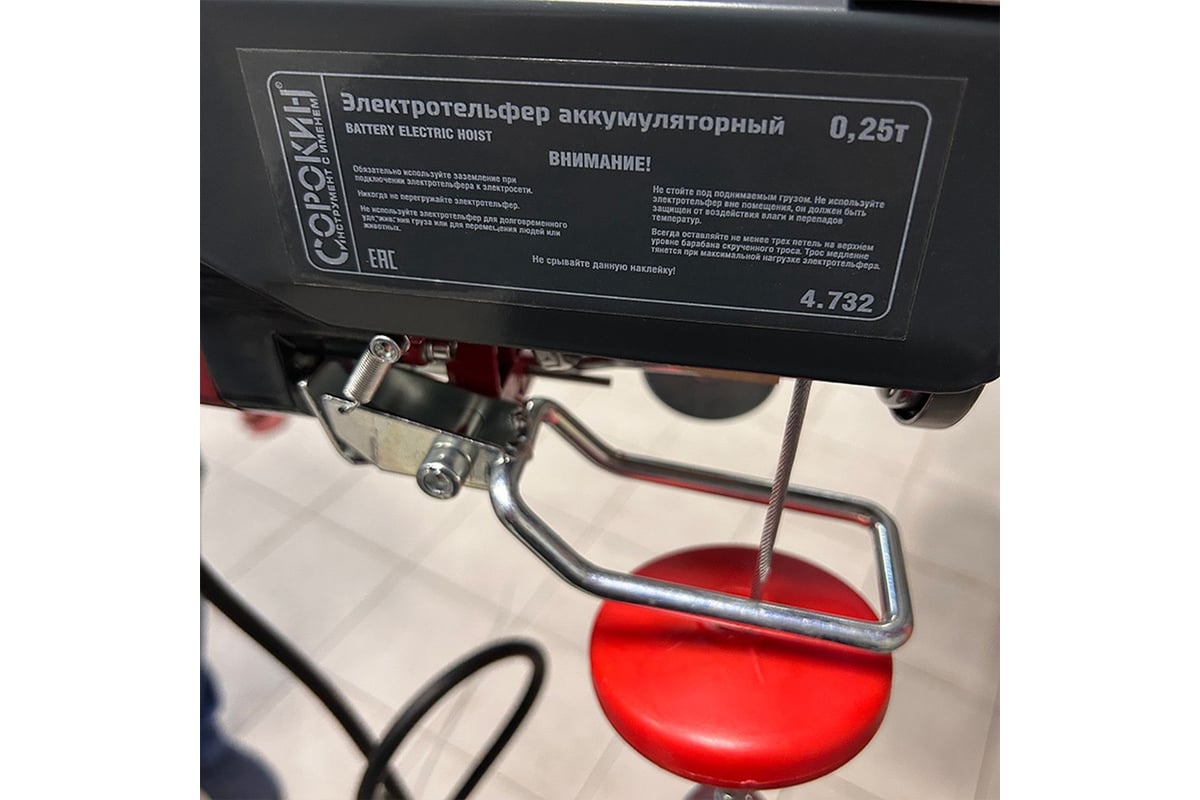 СОРОКИН®
ИНСТРУМЕНТ С ИМЕНЕМ
Электротельфер аккумуляторный 0,25т
BATTERY ELECTRIC HOIST
ВНИМАНИЕ!
Обязательно используйте заземление при
подключении электротельфера к электросети.
Никогда не перегружайте электротельфер.
Не используйте электротельфер для долговременного
удерживания груза или для перемещения людей или
животных.
Не стойте под поднимаемым грузом. Не используйте
электротельфер вне помещения, он должен быть
защищен от воздействия влаги и перепадов
температур.
Всегда оставляйте не менее трех петель на верхнем
уровне барабана скрученного троса. Трос медленно
тянется при максимальной нагрузке электротельфера.
ЕАС
Не срывайте данную наклейку!
4.732